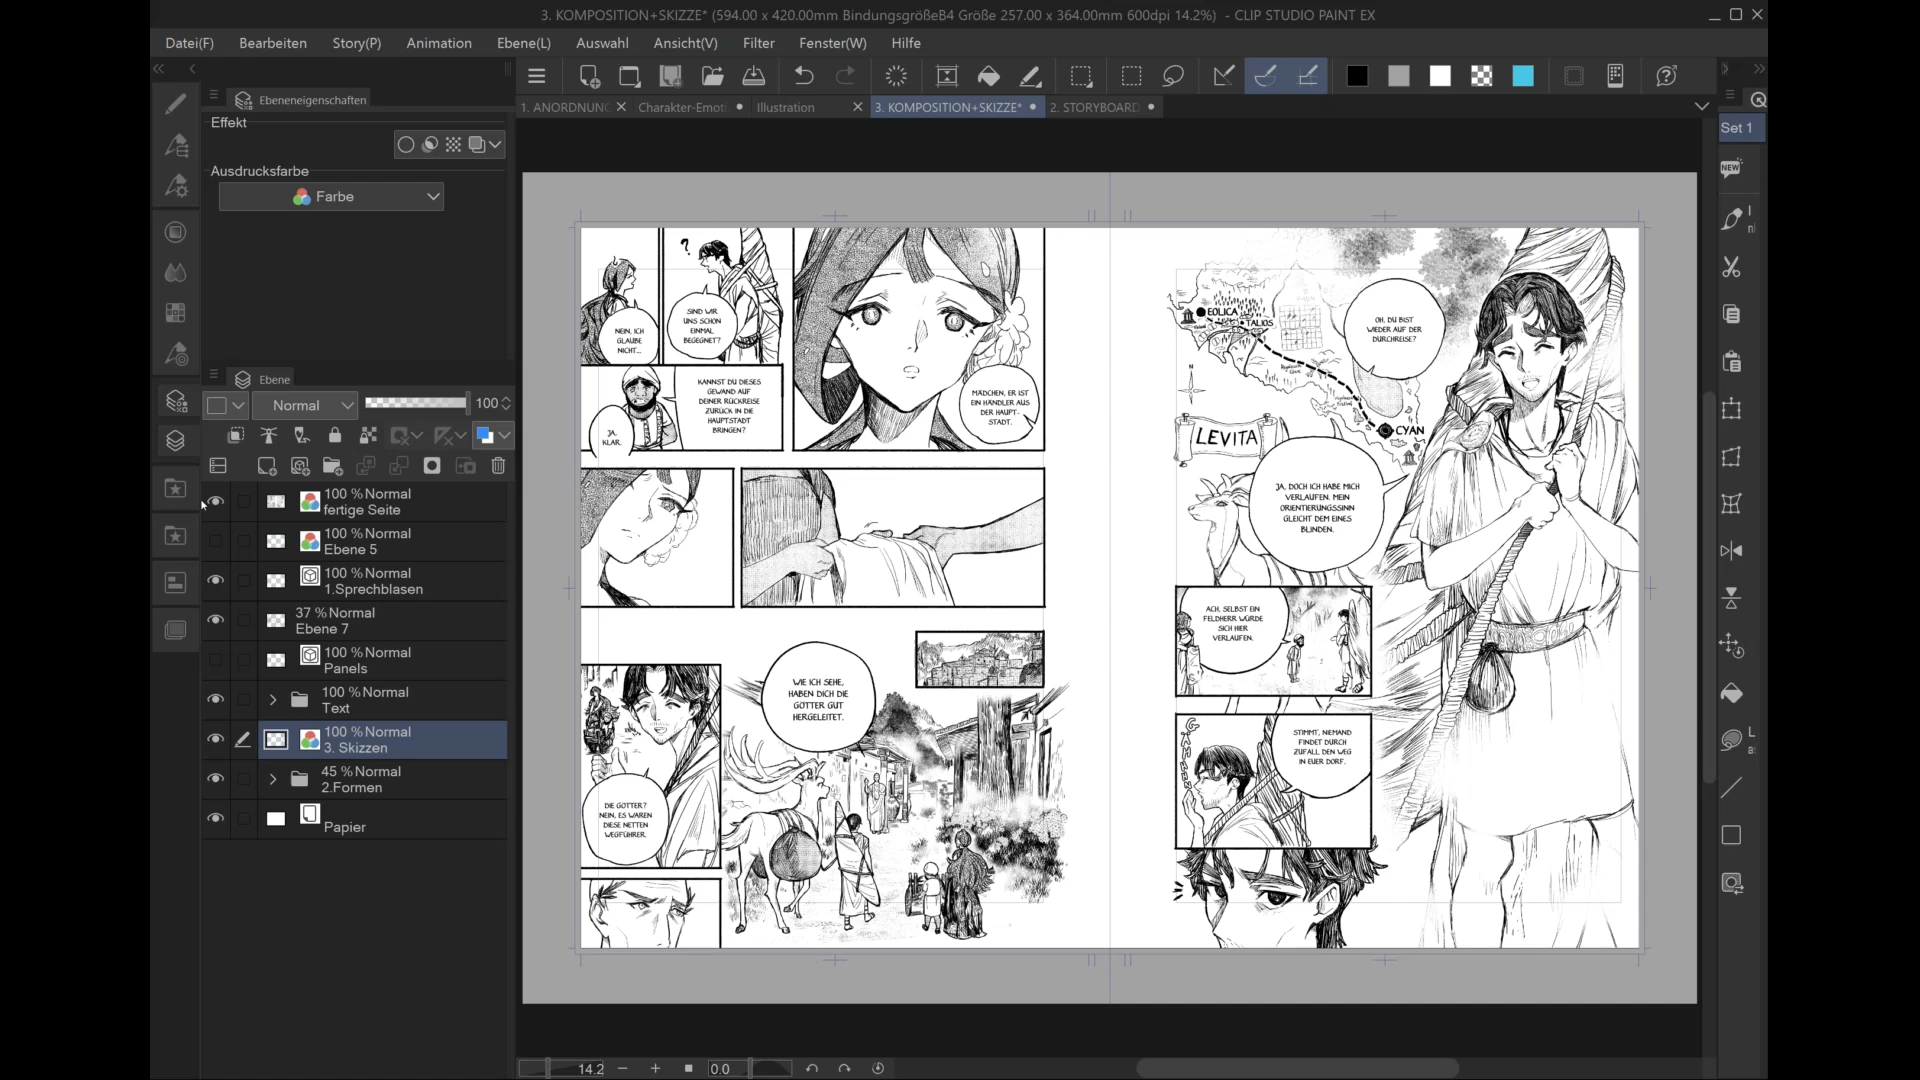 3. KOMPOSITION+SKIZZE* (594.00 x 420.00mm BindungsgrößeB4 Größe 257.00 x 364.00mm 600dpi 14.2%) - CLIP STUDIO PAINT EX
Datei(F) Bearbeiten Story(P) Animation Ebene(L) Auswahl Ansicht(V) Filter Fenster(W) Hilfe
Ebeneneigenschaften
1. ANORDNUNG Charakter-Emoti Illustration 3. KOMPOSITION+SKIZZE* 2. STORYBOARD
Effekt
Set 1
Ausdrucksfarbe
Farbe
NEW
Ebene
Normal 100
100 %Normal
fertige Seite
100 %Normal
Ebene 5
100 %Normal
1.Sprechblasen
37 %Normal
Ebene 7
100 %Normal
Panels
100 %Normal
Text
100 %Normal
3. Skizzen
45 %Normal
2.Formen
Papier
?
NEIN, ICH
GLAUBE
NICHT...
SIND WIR
UNS SCHON
EINMAL
BEGEGNET?
KANNST DU DIESES
GEWAND AUF
DEINER RÜCKREISE
ZURÜCK IN DIE
HAUPTSTADT
BRINGEN?
JA,
KLAR.
MÄDCHEN, ER IST
EIN HÄNDLER AUS
DER HAUPT-
STADT.
WIE ICH SEHE,
HABEN DICH DIE
GÖTTER GUT
HERGELEITET.
DIE GÖTTER?
NEIN, ES WAREN
DIESE NETTEN
WEGFÜHRER.
EOLICA
TALIOS
N
CYAN
LEVITA
OH, DU BIST
WIEDER AUF DER
DURCHREISE?
JA, DOCH ICH HABE MICH
VERLAUFEN. MEIN
ORIENTIERUNGSSINN
GLEICHT DEM EINES
BLINDEN.
ACH, SELBST EIN
FELDHERR WÜRDE
SICH HIER
VERLAUFEN.
STIMMT, NIEMAND
FINDET DURCH
ZUFALL DEN WEG
IN EUER DORF.
14.2 0.0